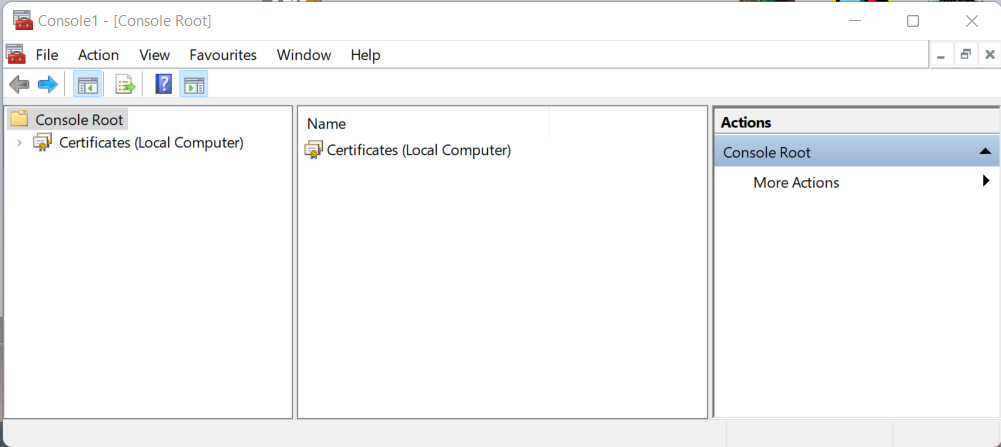 Console1 - [Console Root]
File Action View Favourites Window Help
Console Root
Certificates (Local Computer)
Name
Certificates (Local Computer)
Actions
Console Root
More Actions